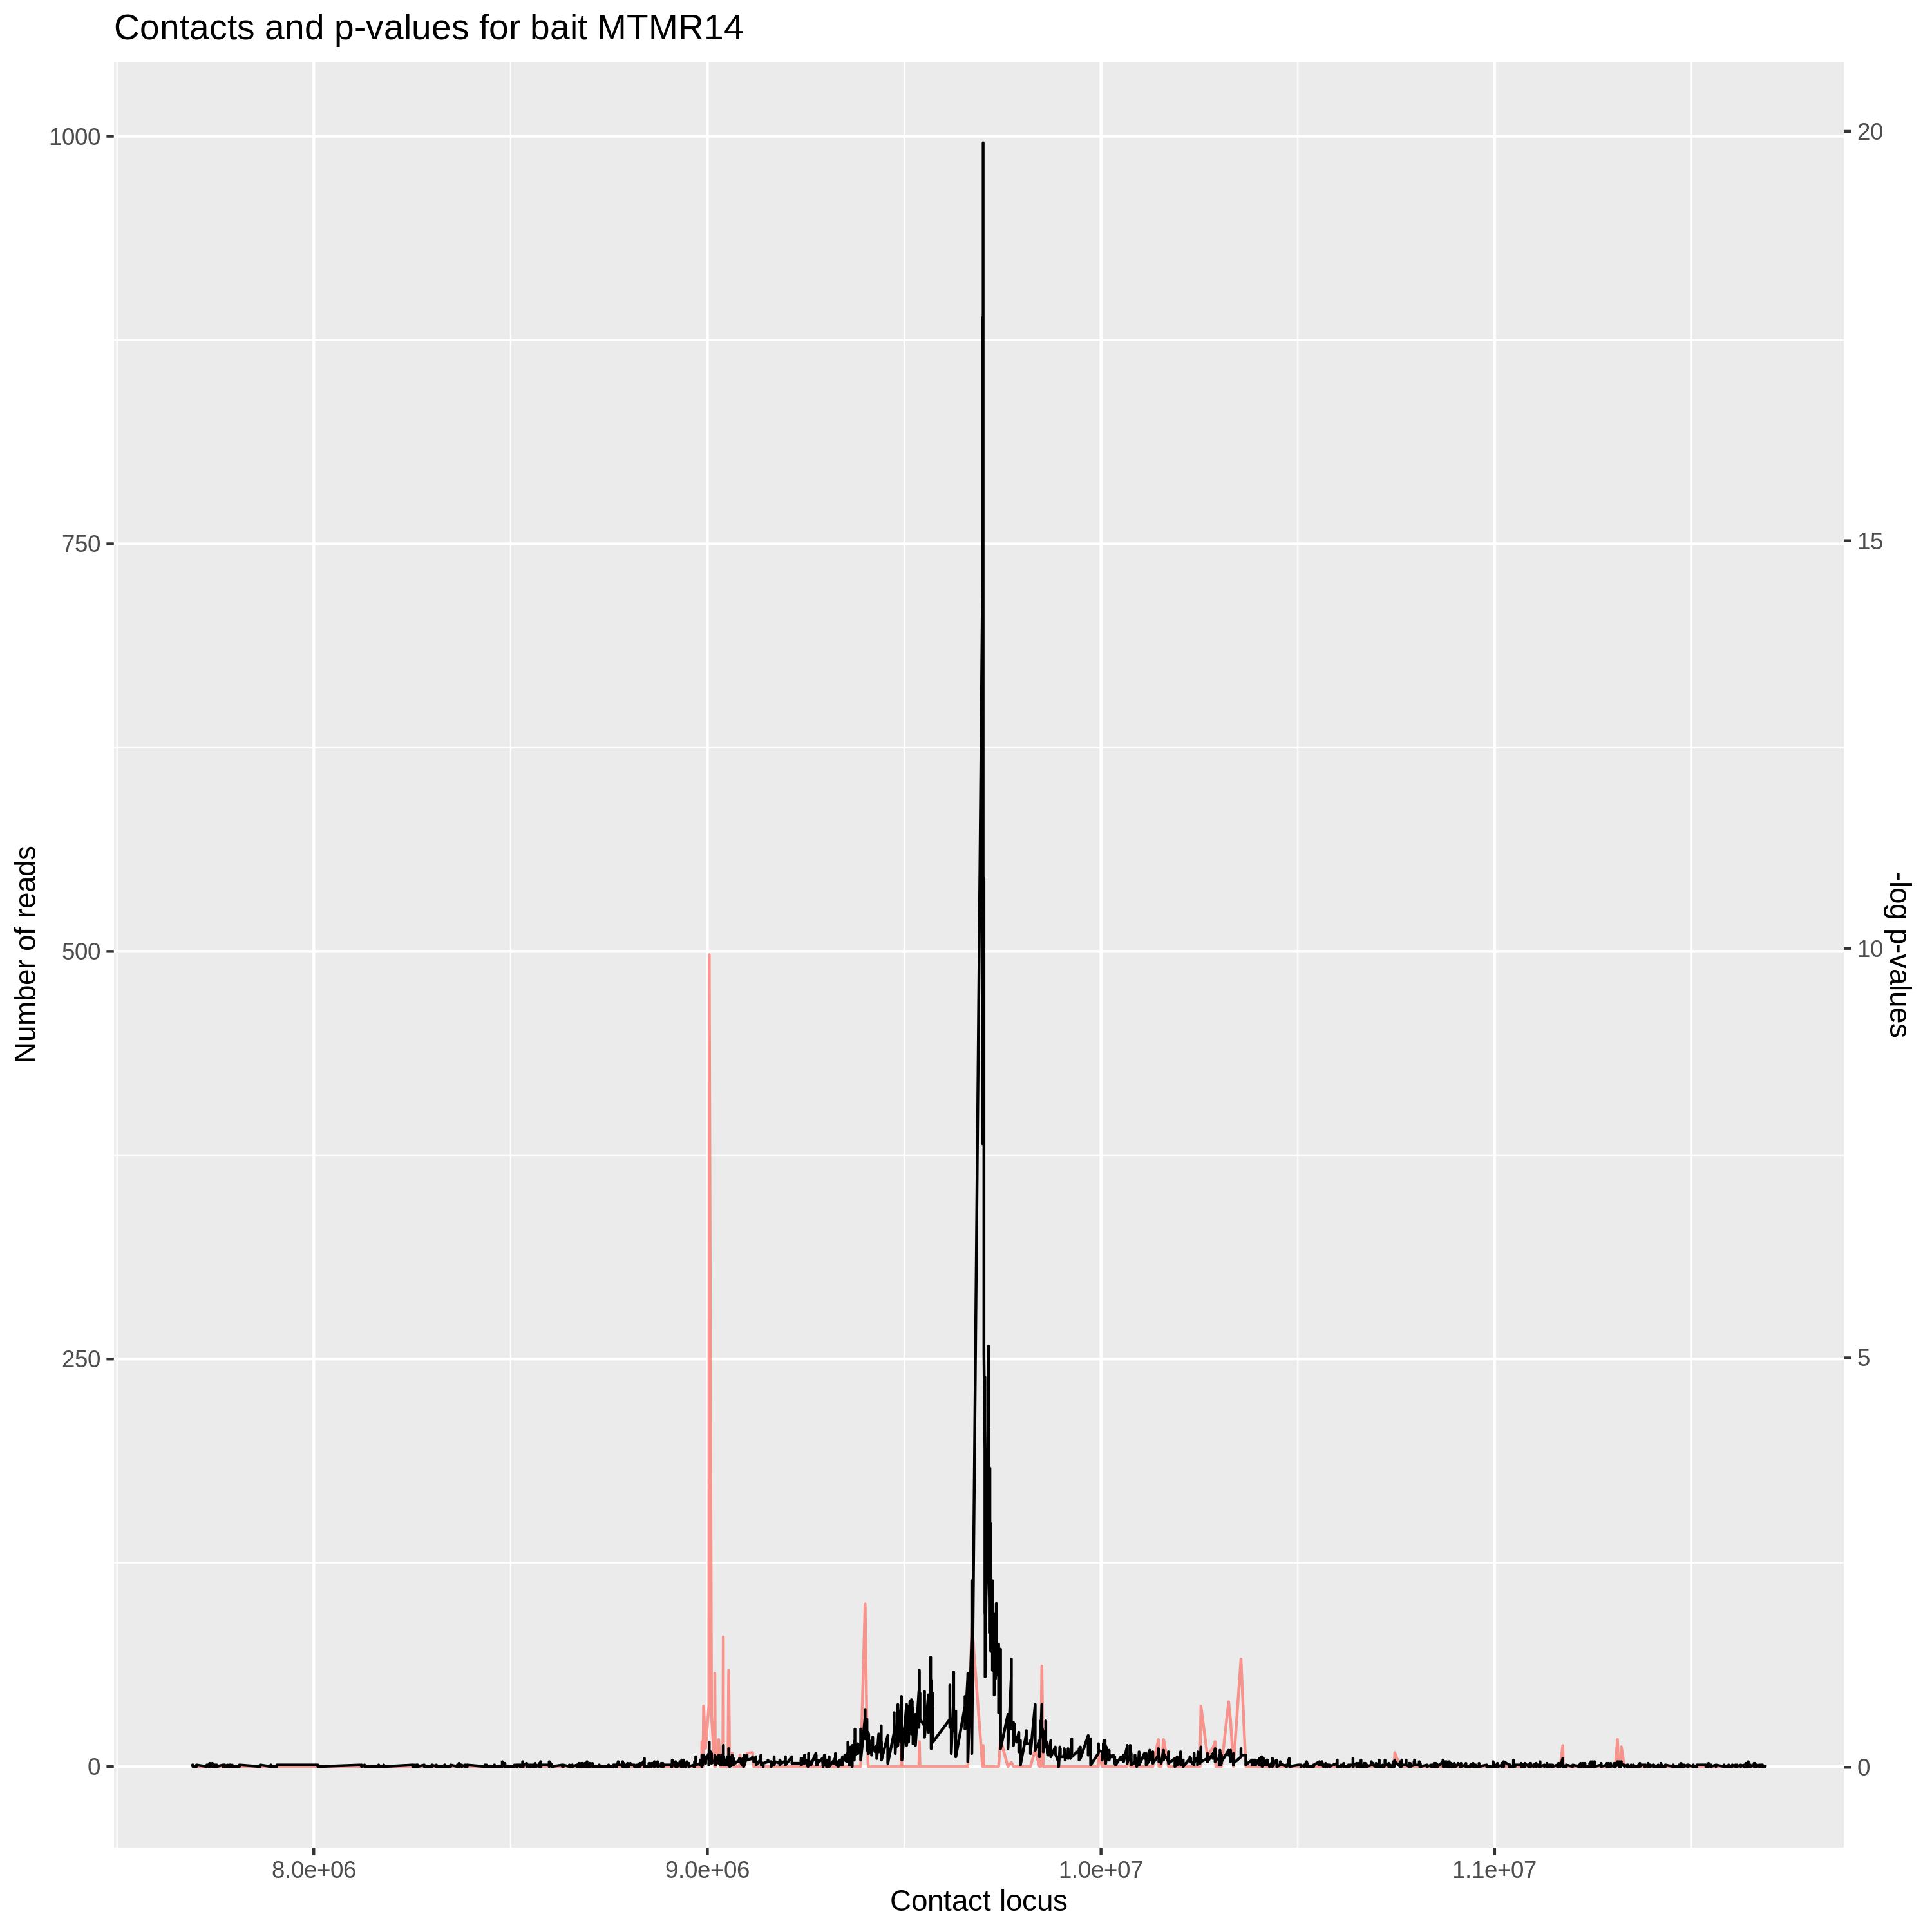 Contacts and p-values for bait MTMR14
1000
750
500
250
0
Number of reads
20
15
10
5
0
-log p-values
8.0e+06
9.0e+06
1.0e+07
1.1e+07
Contact locus